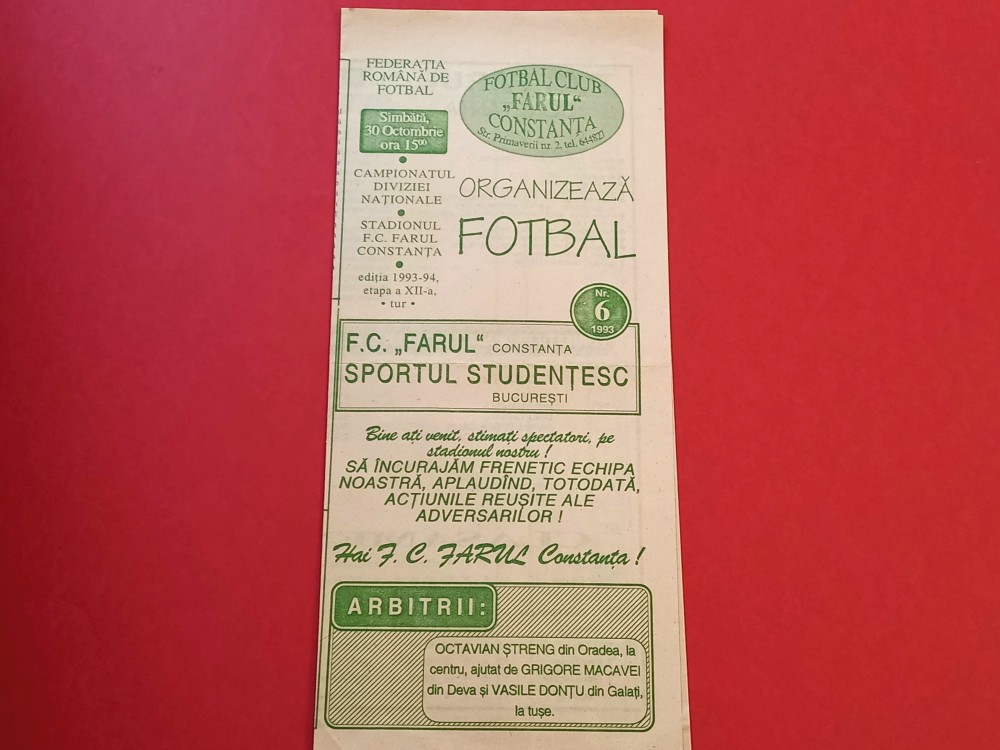 FEDERAȚIA
ROMÂNĂ DE
FOTBAL
Sîmbătă,
30 Octombrie
ora 15⁰⁰
CAMPIONATUL
DIVIZIEI
NAȚIONALE
STADIONUL
F.C. FARUL
CONSTANȚA
ediția 1993-94,
etapa a XII-a,
• tur •
FOTBAL CLUB
„FARUL“
CONSTANȚA
Str. Primaverii nr. 2, tel. 644827
ORGANIZEAZĂ
FOTBAL
Nr.
6
1993
F.C. „FARUL“ CONSTANȚA
SPORTUL STUDENȚESC
BUCUREȘTI
Bine ați venit, stimați spectatori, pe
stadionul nostru !
SĂ ÎNCURAJĂM FRENETIC ECHIPA
NOASTRĂ, APLAUDÎND, TOTODATĂ,
ACȚIUNILE REUȘITE ALE
ADVERSARILOR !
Hai F. C. FARUL Constanța !
ARBITRII:
OCTAVIAN ȘTRENG din Oradea, la
centru, ajutat de GRIGORE MACAVEI
din Deva și VASILE DONȚU din Galați,
la tușe.